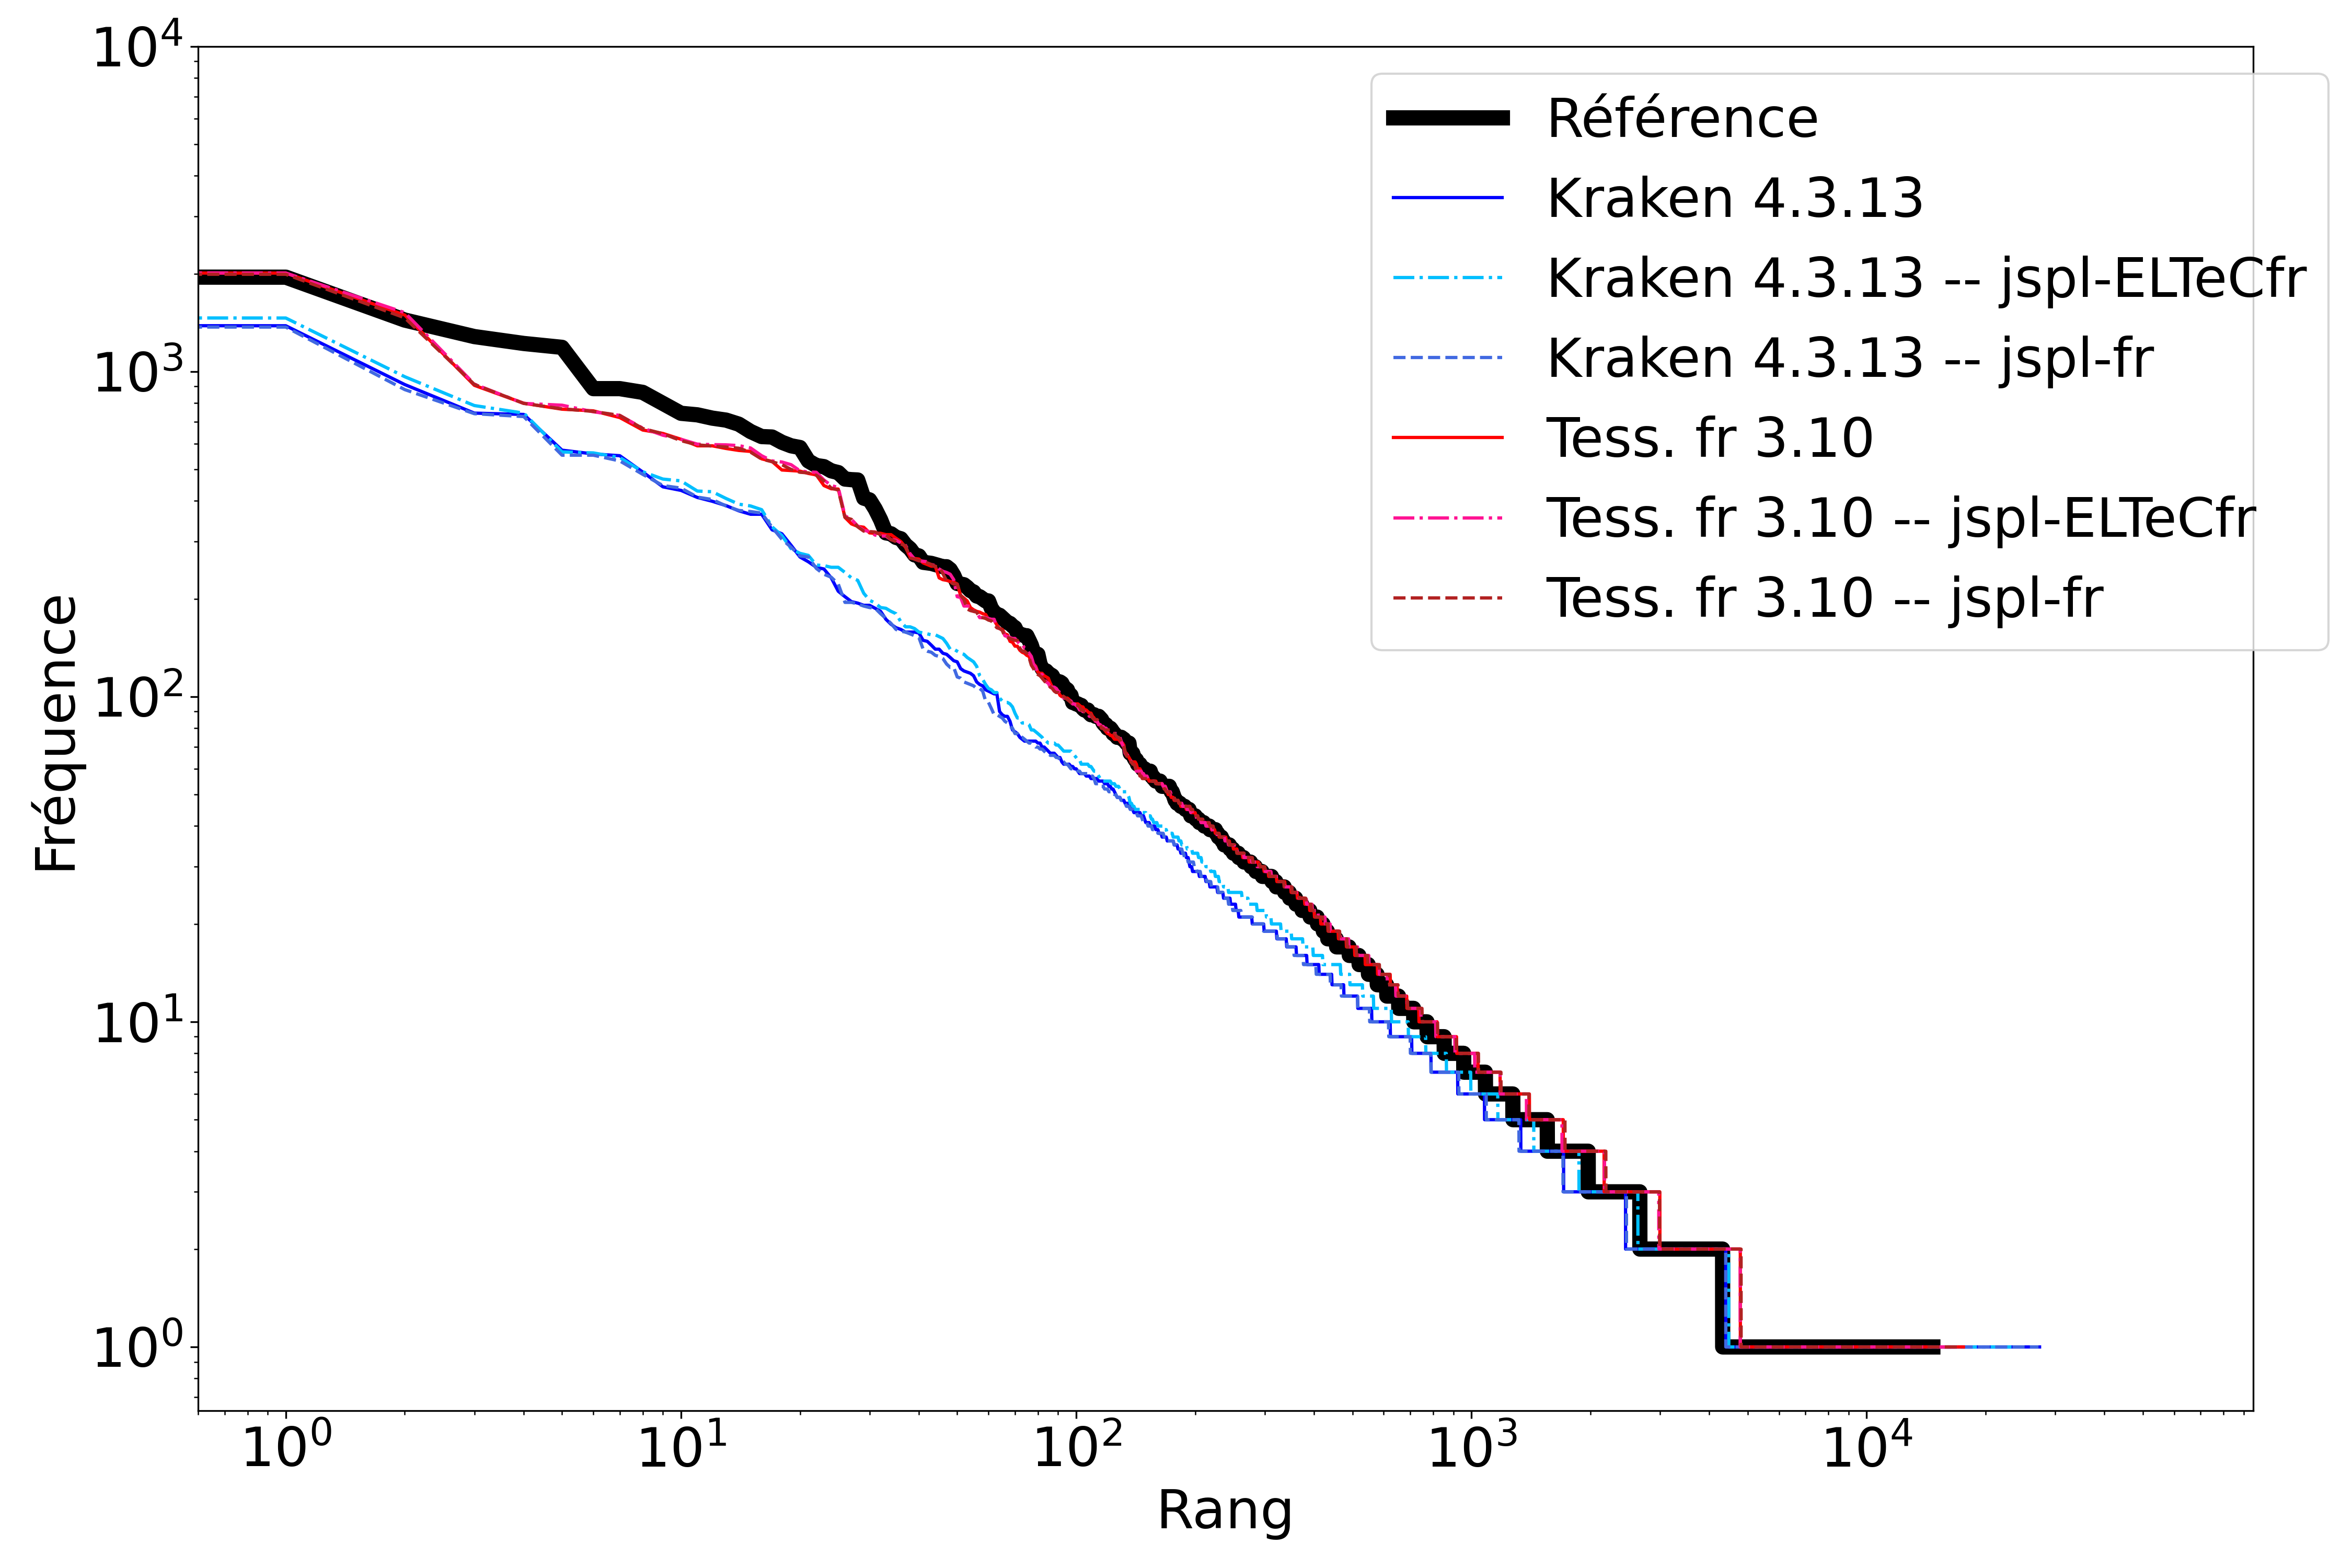 10^4
10^3
10^2
10^1
10^0
Fréquence
Référence
Kraken 4.3.13
Kraken 4.3.13 -- jspl-ELTeCfr
Kraken 4.3.13 -- jspl-fr
Tess. fr 3.10
Tess. fr 3.10 -- jspl-ELTeCfr
Tess. fr 3.10 -- jspl-fr
10^0 10^1 10^2 10^3 10^4
Rang